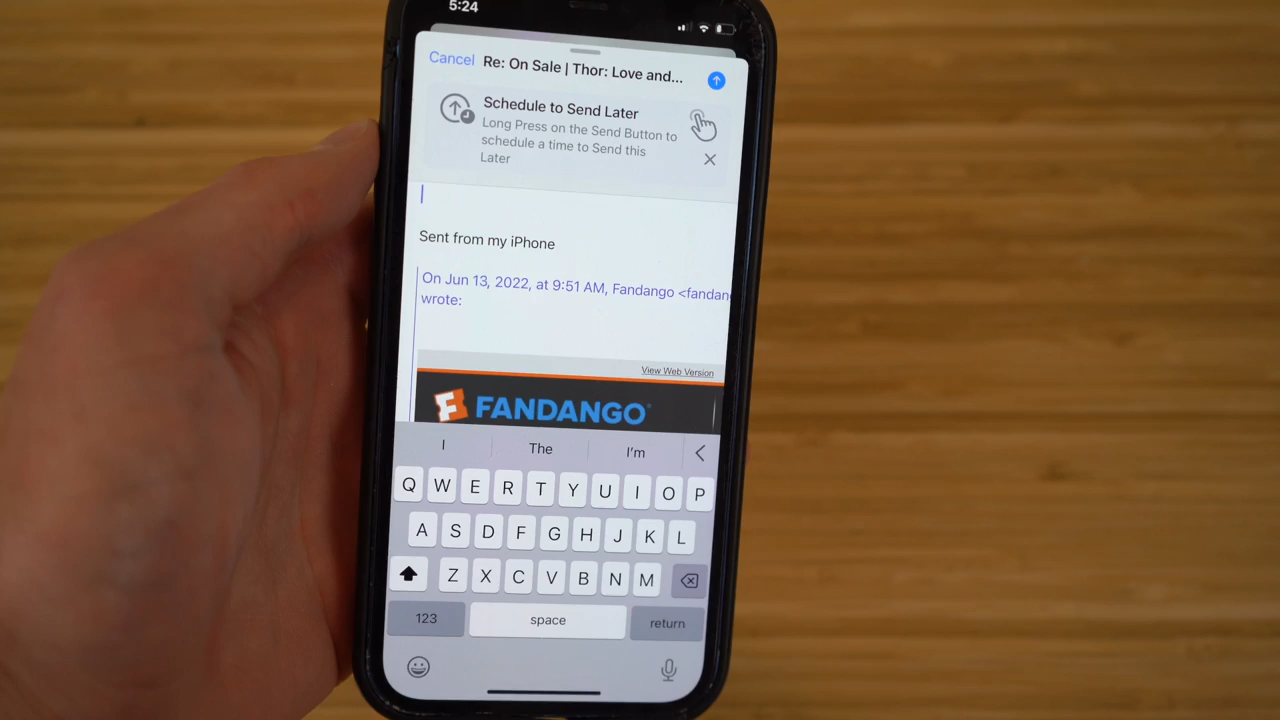 5:24
Cancel Re: On Sale | Thor: Love and...
Schedule to Send Later
Long Press on the Send Button to
schedule a time to Send this
Later
Sent from my iPhone
On Jun 13, 2022, at 9:51 AM, Fandango <fandan
wrote:
View Web Version
FANDANGO
I The I'm
Q W E R T Y U I O P
A S D F G H J K L
Z X C V B N M
123 space return